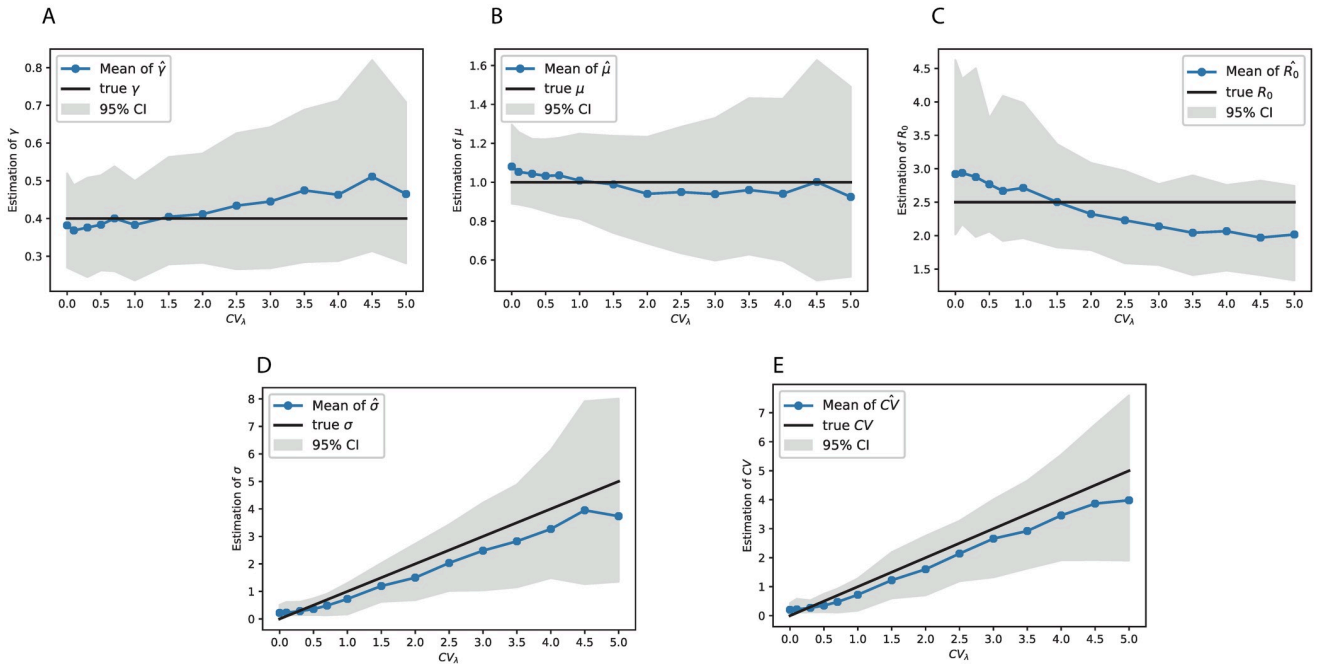 A
Mean of γ̂
true γ
95% CI
Estimation of γ
0.8
0.7
0.6
0.5
0.4
0.3
0.0 0.5 1.0 1.5 2.0 2.5 3.0 3.5 4.0 4.5 5.0
CVλ
B
Mean of μ̂
true μ
95% CI
Estimation of μ
1.6
1.4
1.2
1.0
0.8
0.6
0.0 0.5 1.0 1.5 2.0 2.5 3.0 3.5 4.0 4.5 5.0
CVλ
C
Mean of R̂0
true R0
95% CI
Estimation of R0
4.5
4.0
3.5
3.0
2.5
2.0
1.5
0.0 0.5 1.0 1.5 2.0 2.5 3.0 3.5 4.0 4.5 5.0
CVλ
D
Mean of σ̂
true σ
95% CI
Estimation of σ
8
7
6
5
4
3
2
1
0
0.0 0.5 1.0 1.5 2.0 2.5 3.0 3.5 4.0 4.5 5.0
CVλ
E
Mean of CV̂
true CV
95% CI
Estimation of CV
7
6
5
4
3
2
1
0
0.0 0.5 1.0 1.5 2.0 2.5 3.0 3.5 4.0 4.5 5.0
CVλ